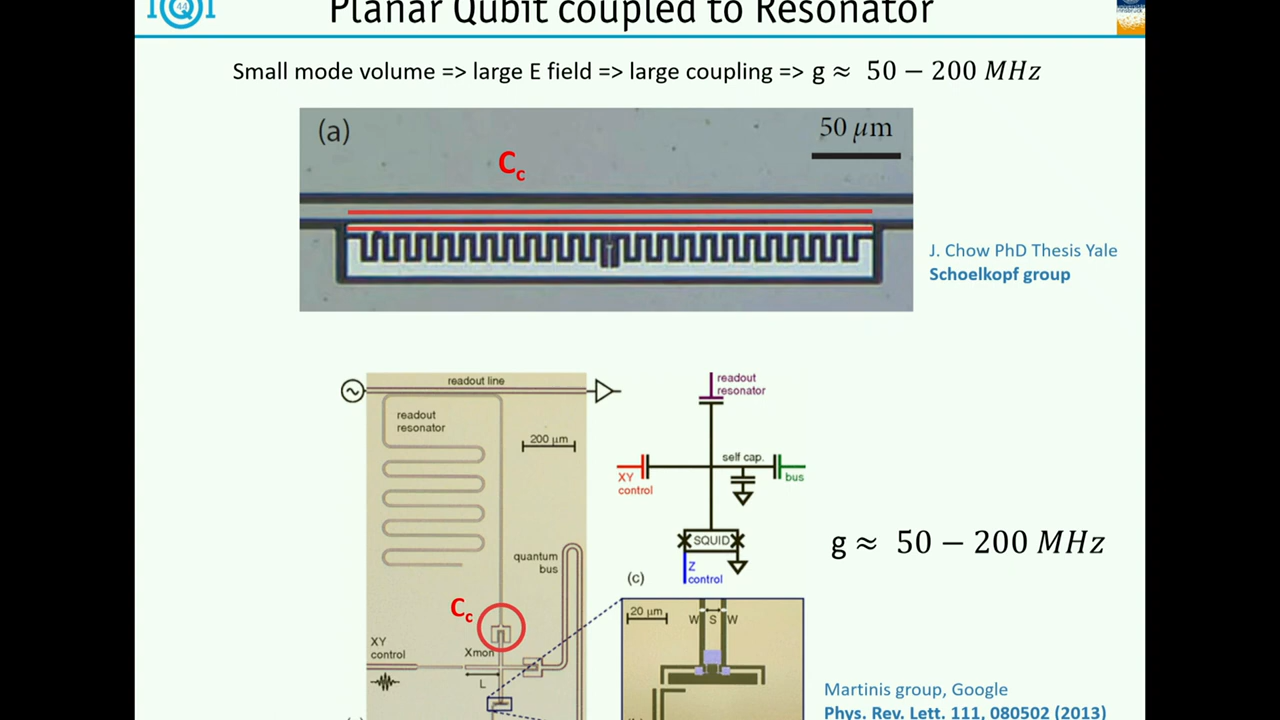 IQI
44
Planar Qubit coupled to Resonator
Small mode volume => large E field => large coupling => g ≈ 50 − 200 MHz
(a)
50 μm
Cc
J. Chow PhD Thesis Yale
Schoelkopf group
readout line
readout
resonator
200 μm
quantum
bus
Cc
XY
control
Xmon
L
readout
resonator
self cap.
XY
control
bus
SQUID
Z
control
(c)
20 μm
W S W
g ≈ 50 − 200 MHz
Martinis group, Google
Phys. Rev. Lett. 111, 080502 (2013)